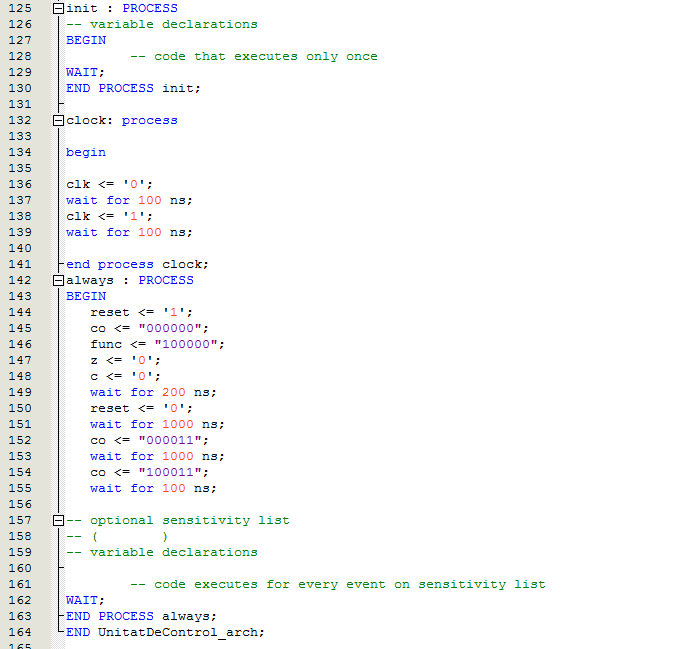 125 init : PROCESS
126 -- variable declarations
127 BEGIN
128 -- code that executes only once
129 WAIT;
130 END PROCESS init;
131
132 clock: process
133
134 begin
135
136 clk <= '0';
137 wait for 100 ns;
138 clk <= '1';
139 wait for 100 ns;
140
141 end process clock;
142 always : PROCESS
143 BEGIN
144 reset <= '1';
145 co <= "000000";
146 func <= "100000";
147 z <= '0';
148 c <= '0';
149 wait for 200 ns;
150 reset <= '0';
151 wait for 1000 ns;
152 co <= "000011";
153 wait for 1000 ns;
154 co <= "100011";
155 wait for 100 ns;
156
157 -- optional sensitivity list
158 -- (        )
159 -- variable declarations
160
161 -- code executes for every event on sensitivity list
162 WAIT;
163 END PROCESS always;
164 END UnitatDeControl_arch;
165